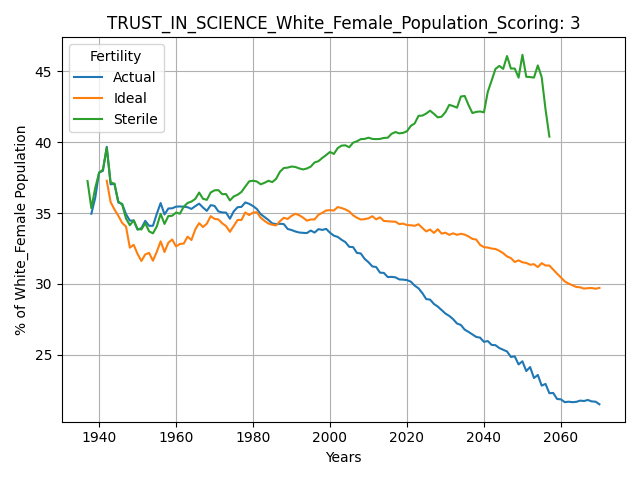 TRUST_IN_SCIENCE_White_Female_Population_Scoring: 3
Fertility
Actual
Ideal
Sterile
% of White_Female Population
45
40
35
30
25
1940 1960 1980 2000 2020 2040 2060
Years